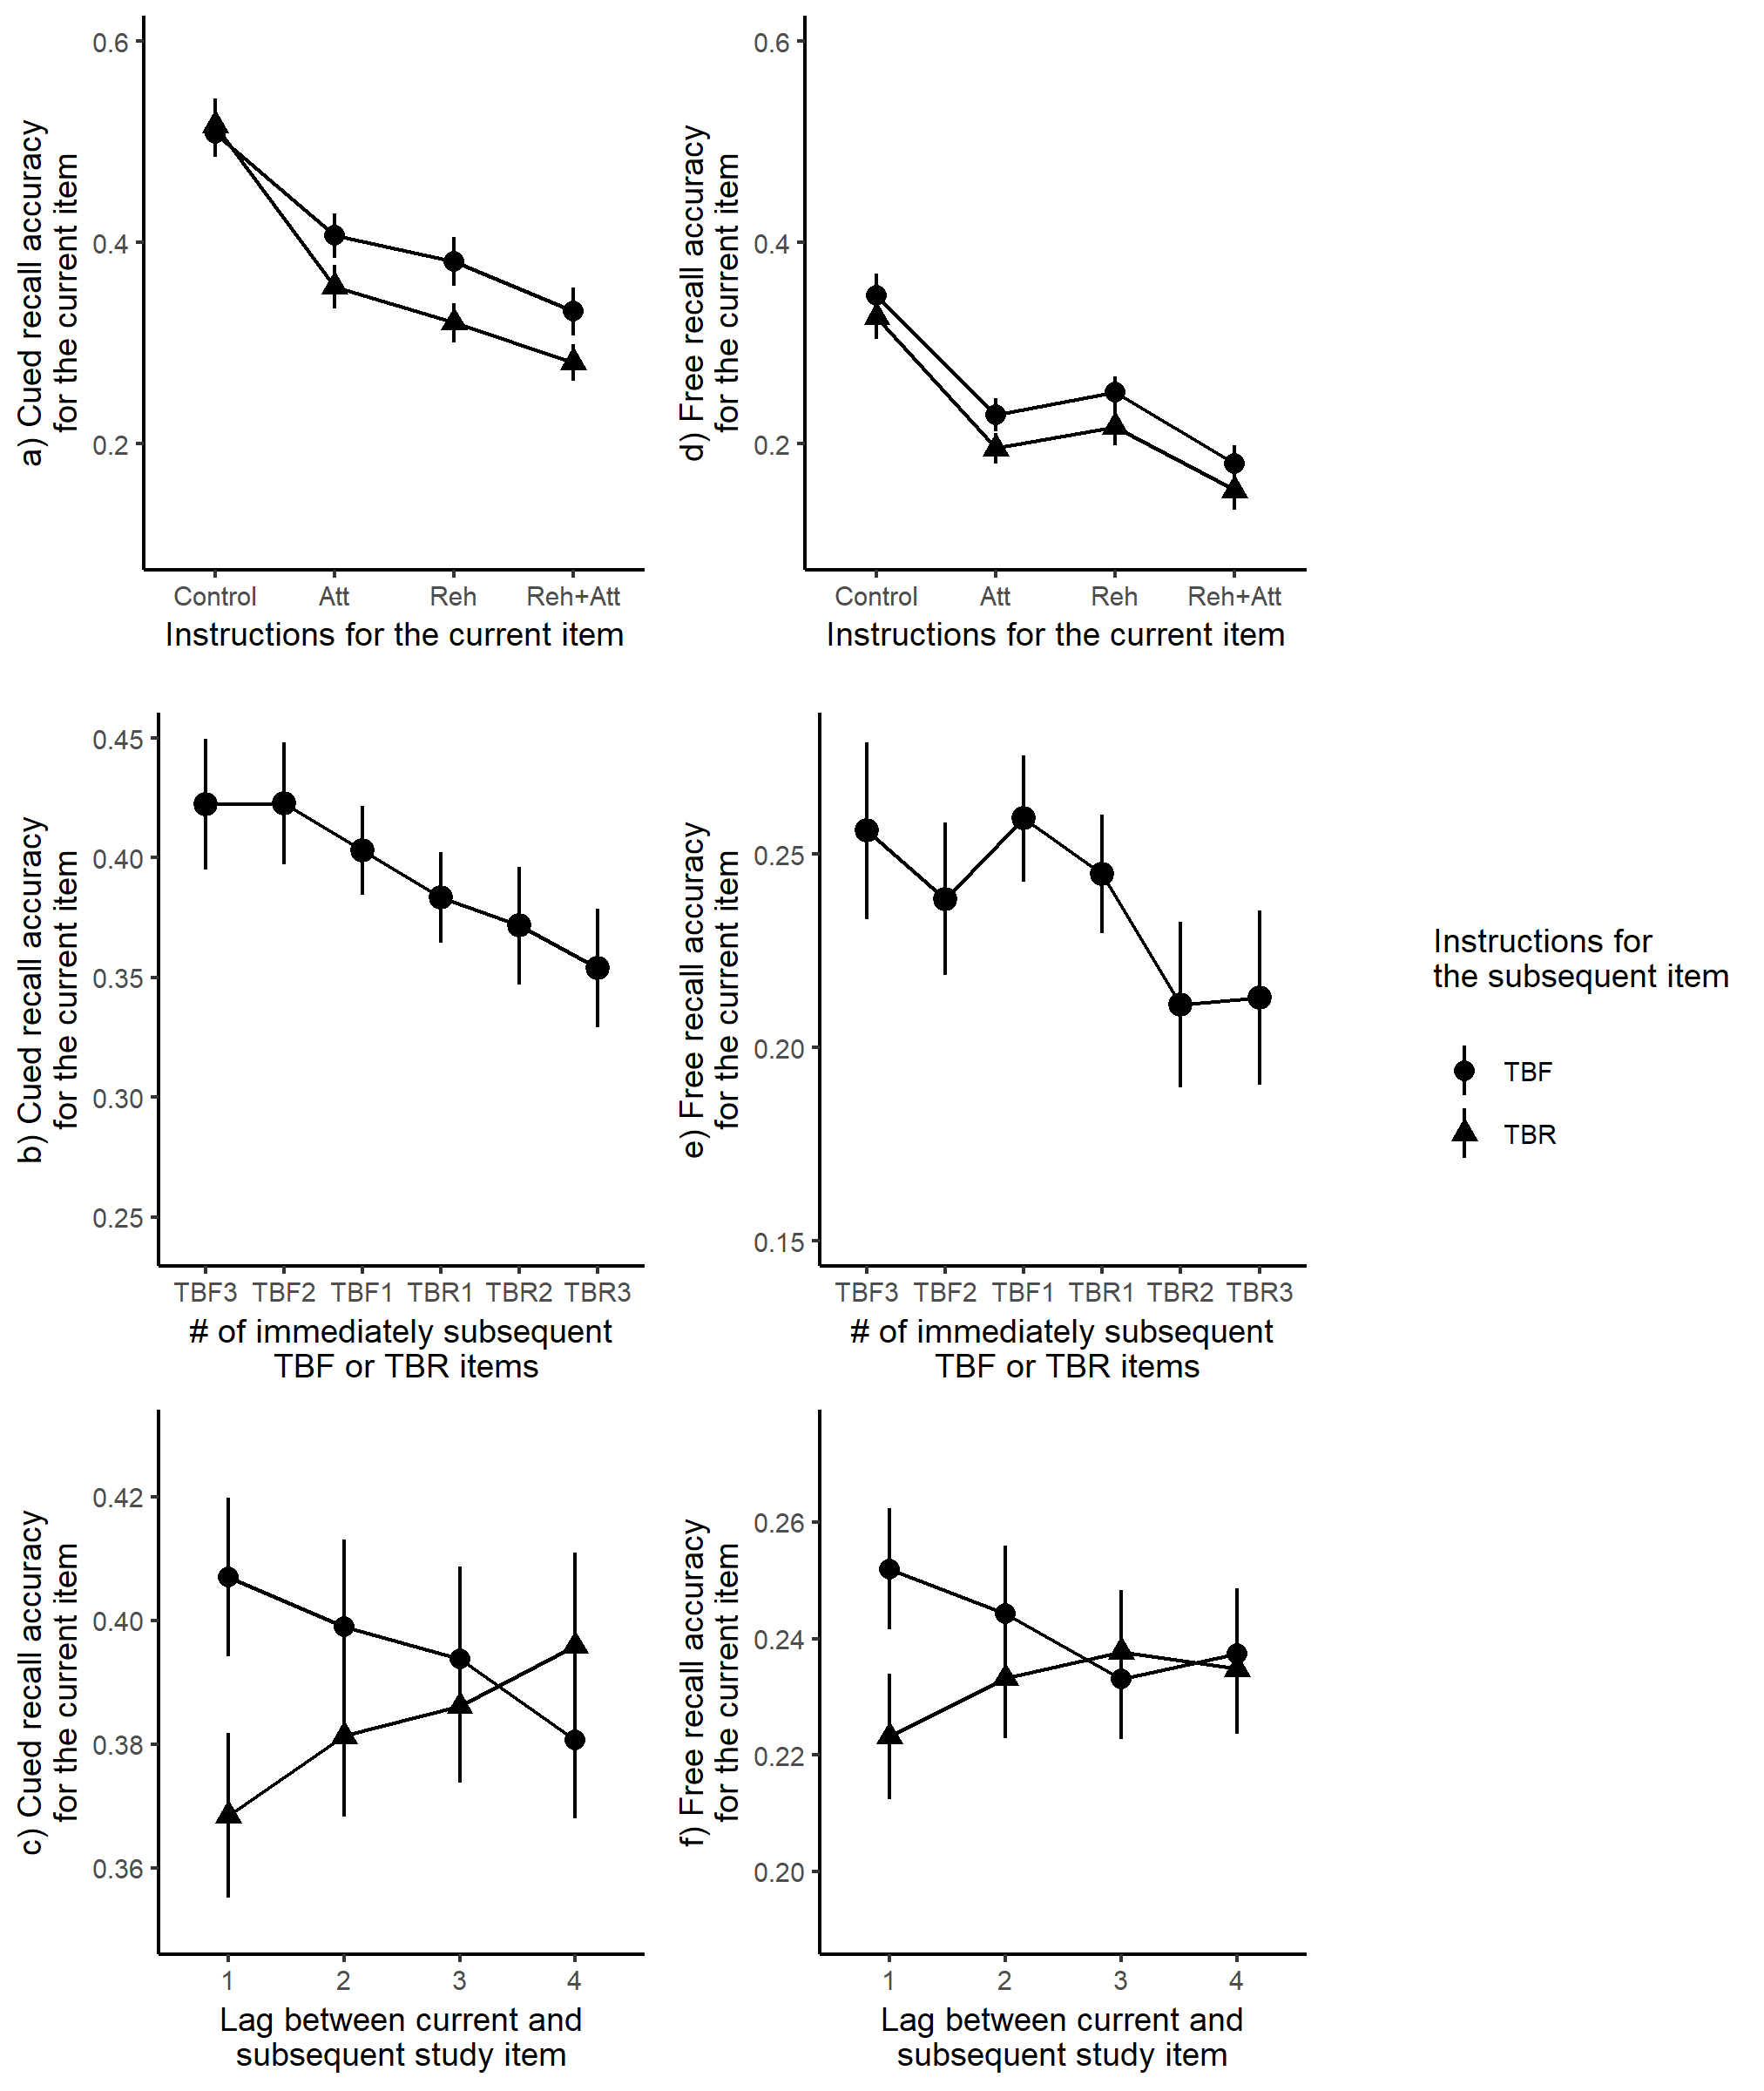 a) Cued recall accuracy
for the current item
0.6
0.4
0.2
Control Att Reh Reh+Att
Instructions for the current item
d) Free recall accuracy
for the current item
0.6
0.4
0.2
Control Att Reh Reh+Att
Instructions for the current item
b) Cued recall accuracy
for the current item
0.45
0.40
0.35
0.30
0.25
TBF3 TBF2 TBF1 TBR1 TBR2 TBR3
# of immediately subsequent
TBF or TBR items
e) Free recall accuracy
for the current item
0.25
0.20
0.15
TBF3 TBF2 TBF1 TBR1 TBR2 TBR3
# of immediately subsequent
TBF or TBR items
Instructions for
the subsequent item
TBF
TBR
c) Cued recall accuracy
for the current item
0.42
0.40
0.38
0.36
1 2 3 4
Lag between current and
subsequent study item
f) Free recall accuracy
for the current item
0.26
0.24
0.22
0.20
1 2 3 4
Lag between current and
subsequent study item